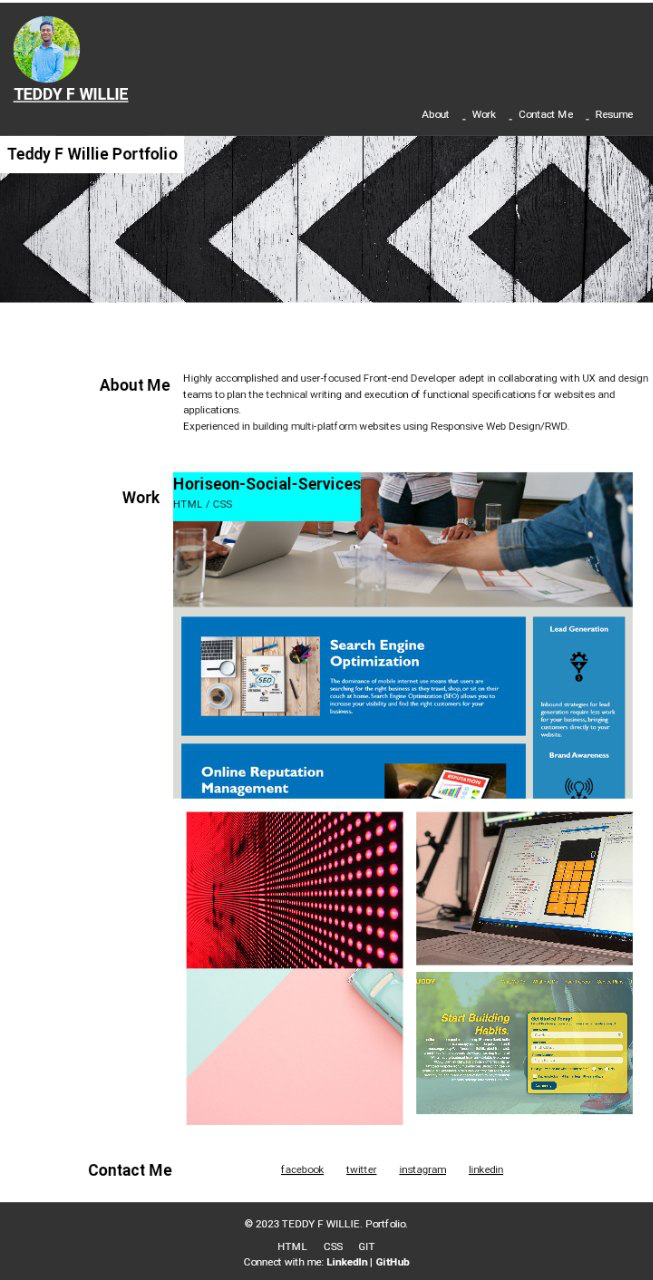 TEDDY F WILLIE
About - Work - Contact Me - Resume
Teddy F Willie Portfolio
About Me
Highly accomplished and user-focused Front-end Developer adept in collaborating with UX and design
teams to plan the technical writing and execution of functional specifications for websites and
applications.
Experienced in building multi-platform websites using Responsive Web Design/RWD.
Work
Horiseon-Social-Services
HTML / CSS
Search Engine
Optimization
The dominance of mobile internet use means that users are
searching for the right business as they travel, shop, or sit on their
couch at home. Search Engine Optimization (SEO) allows you to
increase your visibility and find the right customers for your
business.
SEO
Lead Generation
Inbound strategies for lead
generation require less work
for your business, bringing
customers directly to your
website.
Brand Awareness
Online Reputation
Management
REPUTATION
Start Building
Habits.
Get Started Today!
Contact Me
facebook twitter instagram linkedin
© 2023 TEDDY F WILLIE. Portfolio.
HTML CSS GIT
Connect with me: LinkedIn | GitHub